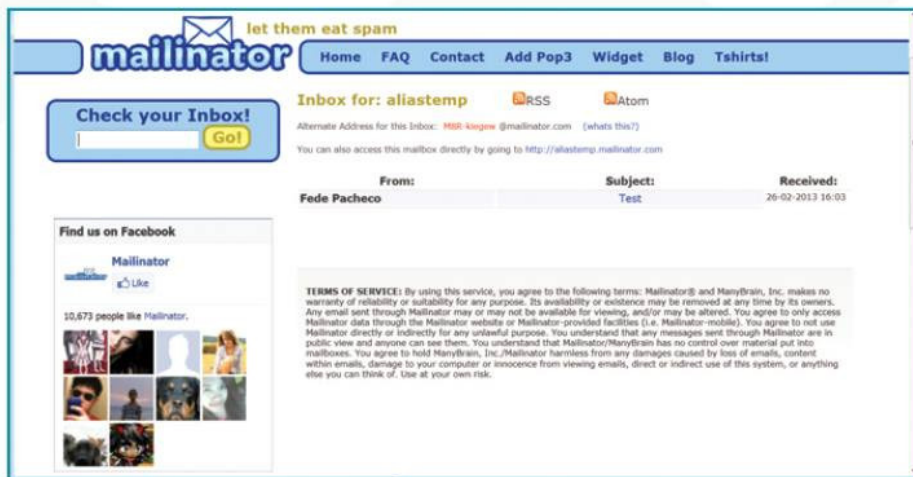 let them eat spam
mailinator
Home FAQ Contact Add Pop3 Widget Blog Tshirts!
Check your Inbox!
Go!
Inbox for: aliastemp RSS Atom
Alternate Address for this Inbox: @mailinator.com (whats this?)
You can also access this mailbox directly by going to http://aliastemp.mailinator.com
From: Subject: Received:
Fede Pacheco Test 26-02-2013 16:03
Find us on Facebook
Mailinator
Like
10,673 people like Mailinator.
TERMS OF SERVICE: By using this service, you agree to the following terms: Mailinator® and ManyBrain, Inc. makes no
warranty of reliability or suitability for any purpose. Its availability or existence may be removed at any time by its owners.
Any email sent through Mailinator may or may not be available for viewing, and/or may be altered. You agree to only access
Mailinator data through the Mailinator website or Mailinator-provided facilities (i.e. Mailinator-mobile). You agree to not use
Mailinator directly or indirectly for any unlawful purpose. You understand that any messages sent through Mailinator are in
public view and anyone can see them. You understand that Mailinator/ManyBrain has no control over material put into
mailboxes. You agree to hold ManyBrain, Inc./Mailinator harmless from any damages caused by loss of emails, content
within emails, damage to your computer or innocence from viewing emails, direct or indirect use of this system, or anything
else you can think of. Use at your own risk.